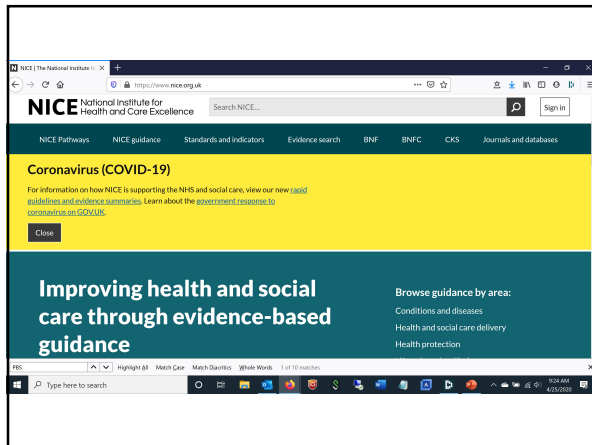 NICE | The National Institute fo
https://www.nice.org.uk
NICE National Institute for
Health and Care Excellence
Search NICE...
Sign in
NICE Pathways NICE guidance Standards and indicators Evidence search BNF BNFC CKS Journals and databases
Coronavirus (COVID-19)
For information on how NICE is supporting the NHS and social care, view our new rapid
guidelines and evidence summaries. Learn about the government response to
coronavirus on GOV.UK.
Close
Improving health and social
care through evidence-based
guidance
Browse guidance by area:
Conditions and diseases
Health and social care delivery
Health protection
PBS Highlight All Match Case Match Diacritics Whole Words 1 of 10 matches
Type here to search
9:24 AM
4/25/2020